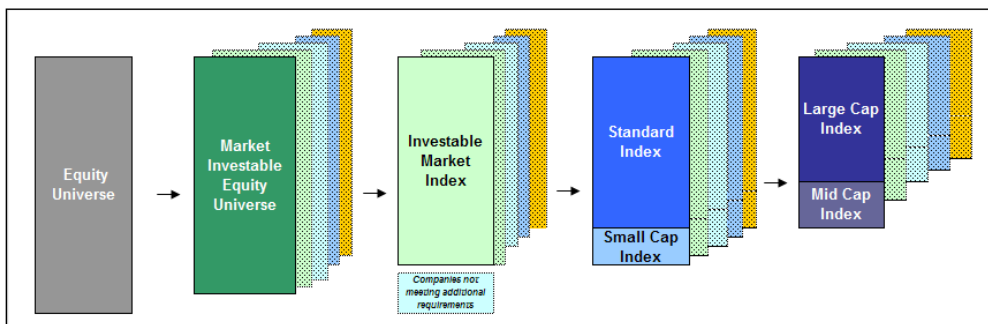 Equity
Universe
Market
Investable
Equity
Universe
Investable
Market
Index
Companies not
meeting additional
requirements
Standard
Index
Small Cap
Index
Large Cap
Index
Mid Cap
Index